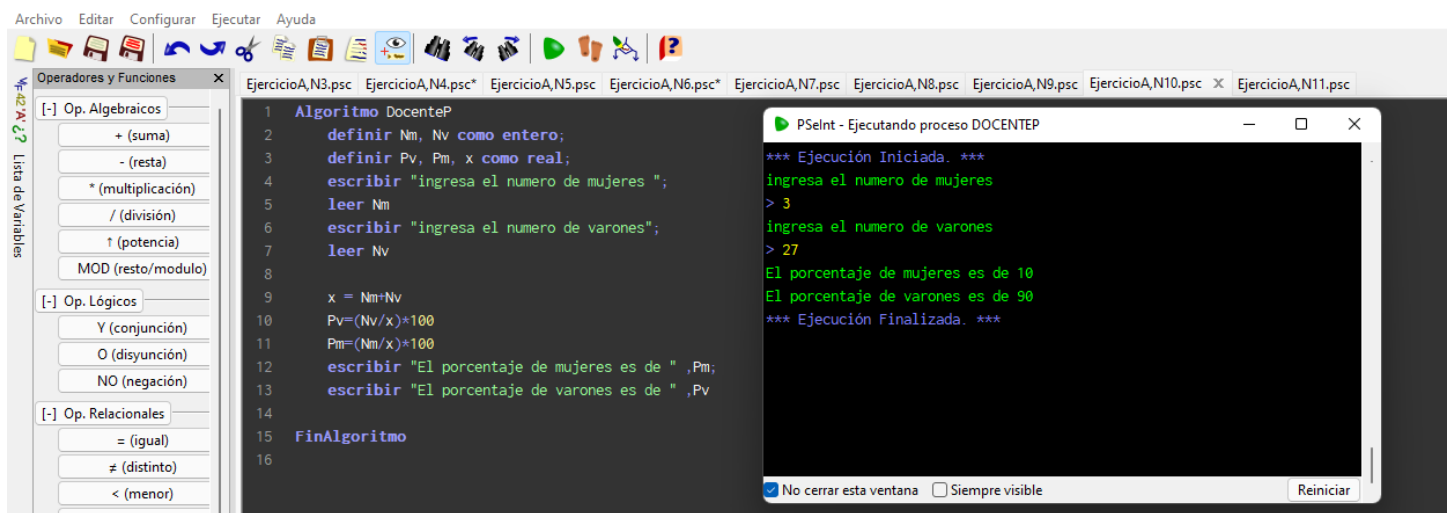 Archivo Editar Configurar Ejecutar Ayuda
Operadores y Funciones X
EjercicioA,N3.psc EjercicioA,N4.psc* EjercicioA,N5.psc EjercicioA,N6.psc* EjercicioA,N7.psc EjercicioA,N8.psc EjercicioA,N9.psc EjercicioA,N10.psc X EjercicioA,N11.psc
42 'A' ¿? Lista de Variables
[-] Op. Algebraicos
+ (suma)
- (resta)
* (multiplicación)
/ (división)
↑ (potencia)
MOD (resto/modulo)
[-] Op. Lógicos
Y (conjunción)
O (disyunción)
NO (negación)
[-] Op. Relacionales
= (igual)
≠ (distinto)
< (menor)
1 Algoritmo DocenteP
2 definir Nm, Nv como entero;
3 definir Pv, Pm, x como real;
4 escribir "ingresa el numero de mujeres ";
5 leer Nm
6 escribir "ingresa el numero de varones";
7 leer Nv
8
9 x = Nm+Nv
10 Pv=(Nv/x)*100
11 Pm=(Nm/x)*100
12 escribir "El porcentaje de mujeres es de " ,Pm;
13 escribir "El porcentaje de varones es de " ,Pv
14
15 FinAlgoritmo
16
PSeInt - Ejecutando proceso DOCENTEP
*** Ejecución Iniciada. ***
ingresa el numero de mujeres
> 3
ingresa el numero de varones
> 27
El porcentaje de mujeres es de 10
El porcentaje de varones es de 90
*** Ejecución Finalizada. ***
No cerrar esta ventana Siempre visible Reiniciar